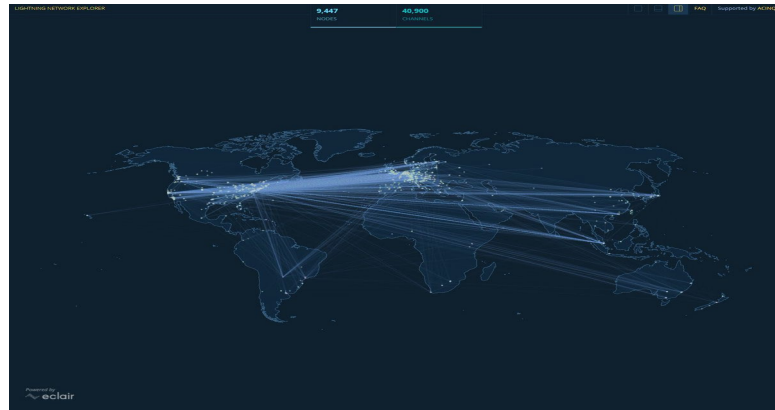 LIGHTNING NETWORK EXPLORER
9,447
NODES
40,900
CHANNELS
FAQ
Supported by ACINQ
Powered by
eclair